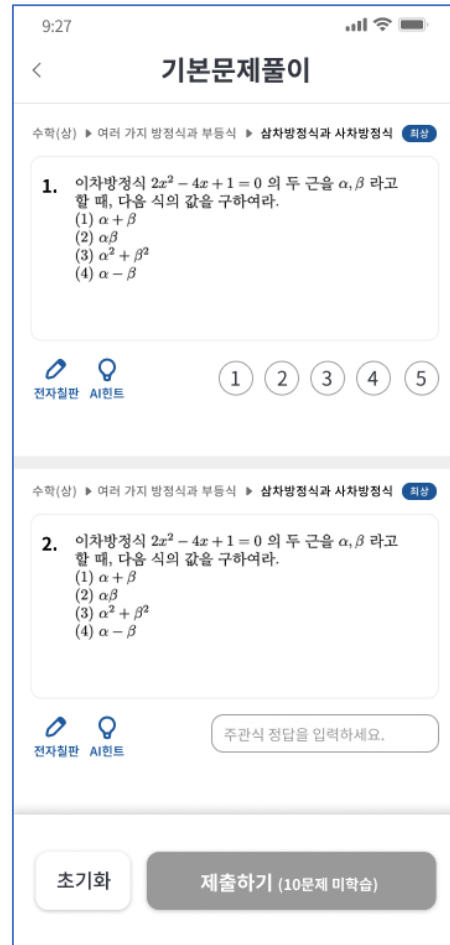 9:27
기본문제풀이
수학(상) ▶ 여러 가지 방정식과 부등식 ▶ 삼차방정식과 사차방정식 최상
1. 이차방정식 2x² − 4x + 1 = 0 의 두 근을 α, β 라고
할 때, 다음 식의 값을 구하여라.
(1) α + β
(2) αβ
(3) α² + β²
(4) α − β
전자칠판 AI힌트 1 2 3 4 5
수학(상) ▶ 여러 가지 방정식과 부등식 ▶ 삼차방정식과 사차방정식 최상
2. 이차방정식 2x² − 4x + 1 = 0 의 두 근을 α, β 라고
할 때, 다음 식의 값을 구하여라.
(1) α + β
(2) αβ
(3) α² + β²
(4) α − β
전자칠판 AI힌트 주관식 정답을 입력하세요.
초기화 제출하기 (10문제 미학습)